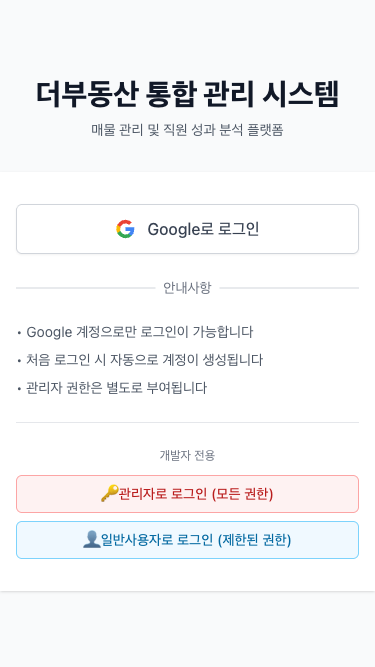 더부동산 통합 관리 시스템
매물 관리 및 직원 성과 분석 플랫폼
Google로 로그인
안내사항
• Google 계정으로만 로그인이 가능합니다
• 처음 로그인 시 자동으로 계정이 생성됩니다
• 관리자 권한은 별도로 부여됩니다
개발자 전용
🔑관리자로 로그인 (모든 권한)
👤일반사용자로 로그인 (제한된 권한)